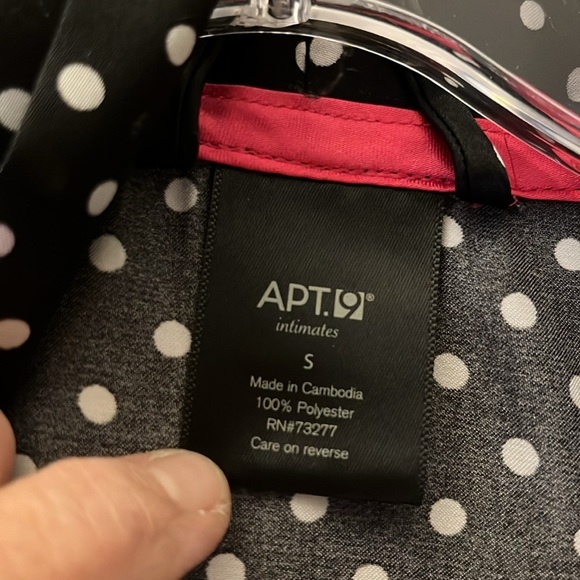 APT.9®
intimates
S
Made in Cambodia
100% Polyester
RN#73277
Care on reverse